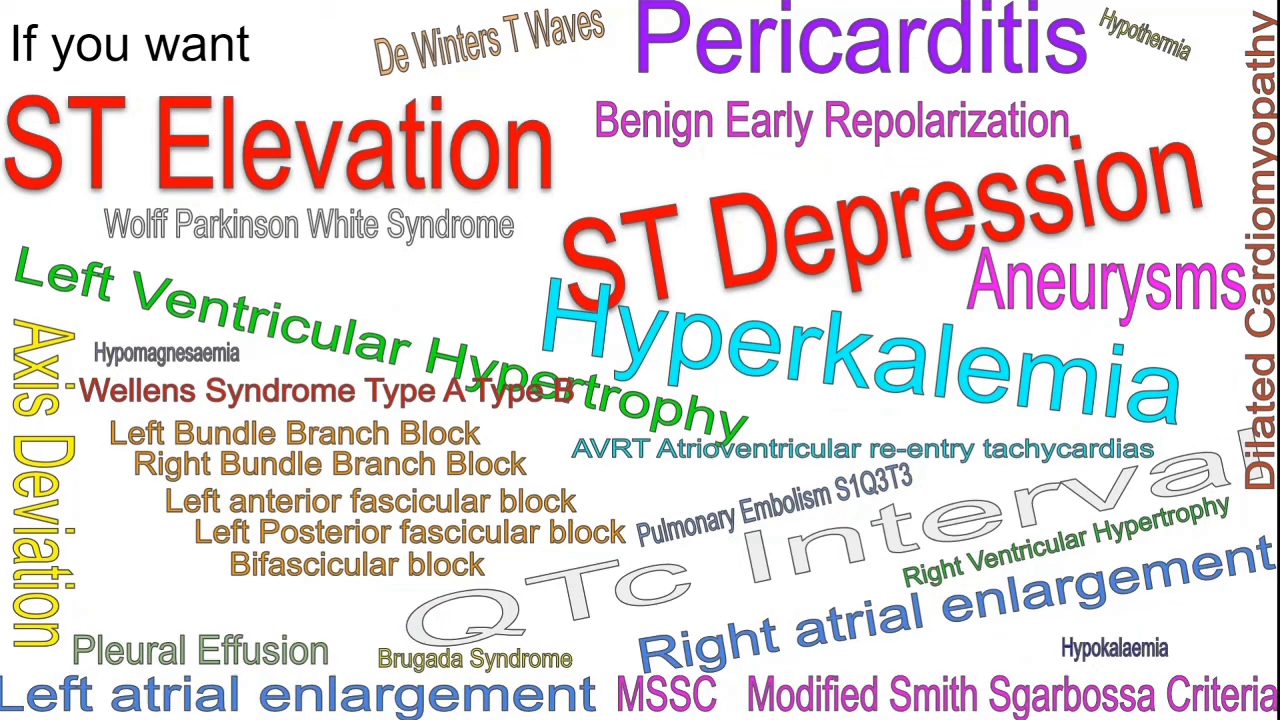 If you want
De Winters T Waves
Pericarditis
Hypothermia
Dilated Cardiomyopathy
ST Elevation
Benign Early Repolarization
ST Depression
Wolff Parkinson White Syndrome
Aneurysms
Left Ventricular Hypertrophy
Hyperkalemia
Axis Deviation
Hypomagnesaemia
Wellens Syndrome Type A Type B
Left Bundle Branch Block
AVRT Atrioventricular re-entry tachycardias
Right Bundle Branch Block
Left anterior fascicular block
Pulmonary Embolism S1Q3T3
Left Posterior fascicular block
QTc Interval
Right Ventricular Hypertrophy
Bifascicular block
Right atrial enlargement
Pleural Effusion
Brugada Syndrome
Hypokalaemia
Left atrial enlargement
MSSC Modified Smith Sgarbossa Criteria